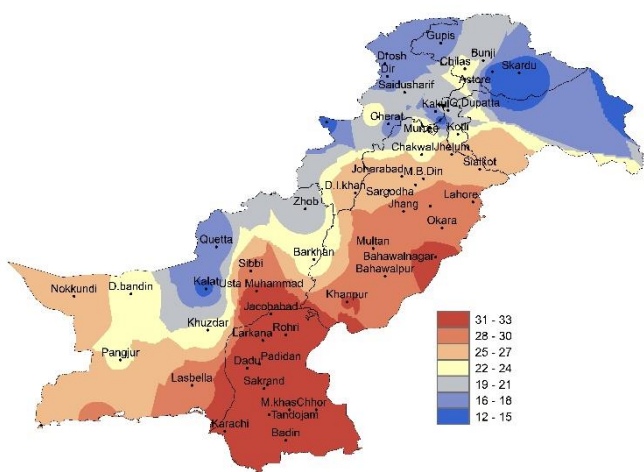 Gupis
Drosh
Bunji
Chilas
Dir
Skardu
Astore
Saidusharif
Kakul
G.Dupatta
Cherat
Murree
Kotli
Chakwal
Jhelum
Sialkot
Joharabad
M.B.Din
D.I.khan
Sargodha
Lahore
Zhob
Jhang
Okara
Quetta
Multan
Barkhan
Bahawalnagar
Sibbi
Bahawalpur
Kalat
Usta Muhammad
Nokkundi
D.bandin
Khanpur
Jacobabad
Khuzdar
Rohri
Larkana
Pangjur
Padidan
Dadu
Lasbella
Sakrand
M.khas
Chhor
Tandojam
Karachi
Badin
31 - 33
28 - 30
25 - 27
22 - 24
19 - 21
16 - 18
12 - 15